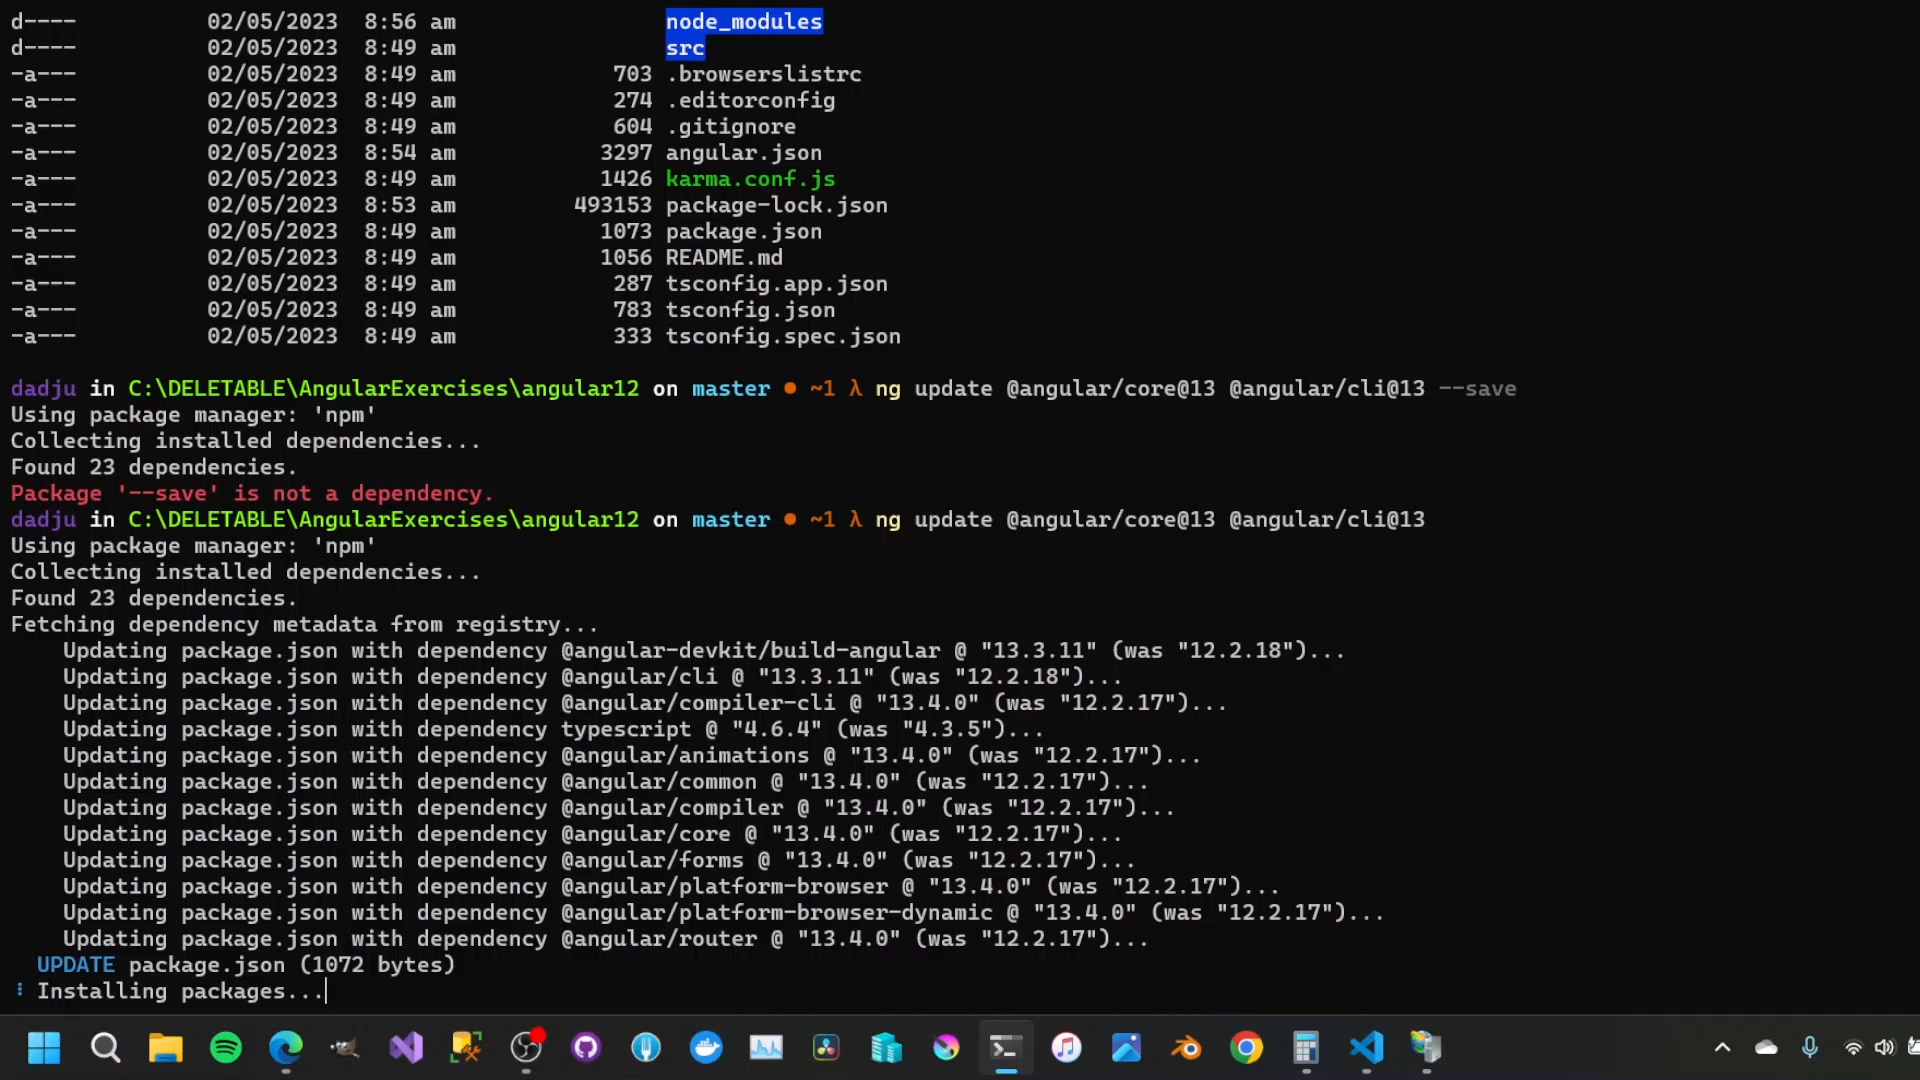 d---- 02/05/2023 8:56 am node_modules
d---- 02/05/2023 8:49 am src
-a--- 02/05/2023 8:49 am 703 .browserslistrc
-a--- 02/05/2023 8:49 am 274 .editorconfig
-a--- 02/05/2023 8:49 am 604 .gitignore
-a--- 02/05/2023 8:54 am 3297 angular.json
-a--- 02/05/2023 8:49 am 1426 karma.conf.js
-a--- 02/05/2023 8:53 am 493153 package-lock.json
-a--- 02/05/2023 8:49 am 1073 package.json
-a--- 02/05/2023 8:49 am 1056 README.md
-a--- 02/05/2023 8:49 am 287 tsconfig.app.json
-a--- 02/05/2023 8:49 am 783 tsconfig.json
-a--- 02/05/2023 8:49 am 333 tsconfig.spec.json
dadju in C:\DELETABLE\AngularExercises\angular12 on master ● ~1 λ ng update @angular/core@13 @angular/cli@13 --save
Using package manager: 'npm'
Collecting installed dependencies...
Found 23 dependencies.
Package '--save' is not a dependency.
dadju in C:\DELETABLE\AngularExercises\angular12 on master ● ~1 λ ng update @angular/core@13 @angular/cli@13
Using package manager: 'npm'
Collecting installed dependencies...
Found 23 dependencies.
Fetching dependency metadata from registry...
Updating package.json with dependency @angular-devkit/build-angular @ "13.3.11" (was "12.2.18")...
Updating package.json with dependency @angular/cli @ "13.3.11" (was "12.2.18")...
Updating package.json with dependency @angular/compiler-cli @ "13.4.0" (was "12.2.17")...
Updating package.json with dependency typescript @ "4.6.4" (was "4.3.5")...
Updating package.json with dependency @angular/animations @ "13.4.0" (was "12.2.17")...
Updating package.json with dependency @angular/common @ "13.4.0" (was "12.2.17")...
Updating package.json with dependency @angular/compiler @ "13.4.0" (was "12.2.17")...
Updating package.json with dependency @angular/core @ "13.4.0" (was "12.2.17")...
Updating package.json with dependency @angular/forms @ "13.4.0" (was "12.2.17")...
Updating package.json with dependency @angular/platform-browser @ "13.4.0" (was "12.2.17")...
Updating package.json with dependency @angular/platform-browser-dynamic @ "13.4.0" (was "12.2.17")...
Updating package.json with dependency @angular/router @ "13.4.0" (was "12.2.17")...
UPDATE package.json (1072 bytes)
⠸ Installing packages...